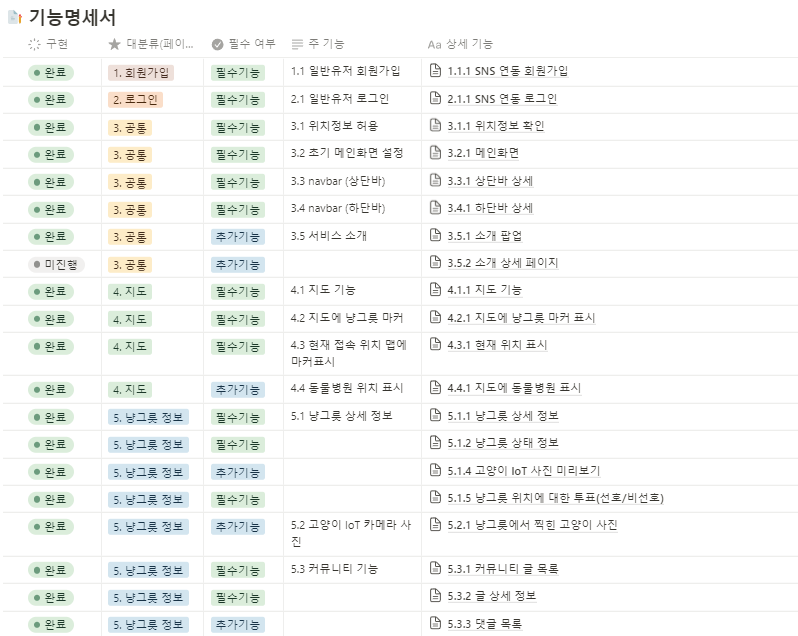 기능명세서
구현 대분류(페이... 필수 여부 주 기능 Aa 상세 기능
완료 1. 회원가입 필수기능 1.1 일반유저 회원가입 1.1.1 SNS 연동 회원가입
완료 2. 로그인 필수기능 2.1 일반유저 로그인 2.1.1 SNS 연동 로그인
완료 3. 공통 필수기능 3.1 위치정보 허용 3.1.1 위치정보 확인
완료 3. 공통 필수기능 3.2 초기 메인화면 설정 3.2.1 메인화면
완료 3. 공통 필수기능 3.3 navbar (상단바) 3.3.1 상단바 상세
완료 3. 공통 필수기능 3.4 navbar (하단바) 3.4.1 하단바 상세
완료 3. 공통 추가기능 3.5 서비스 소개 3.5.1 소개 팝업
미진행 3. 공통 추가기능 3.5.2 소개 상세 페이지
완료 4. 지도 필수기능 4.1 지도 기능 4.1.1 지도 기능
완료 4. 지도 필수기능 4.2 지도에 냥그릇 마커 4.2.1 지도에 냥그릇 마커 표시
완료 4. 지도 필수기능 4.3 현재 접속 위치 맵에 4.3.1 현재 위치 표시
마커표시
완료 4. 지도 추가기능 4.4 동물병원 위치 표시 4.4.1 지도에 동물병원 표시
완료 5. 냥그릇 정보 필수기능 5.1 냥그릇 상세 정보 5.1.1 냥그릇 상세 정보
완료 5. 냥그릇 정보 필수기능 5.1.2 냥그릇 상태 정보
완료 5. 냥그릇 정보 추가기능 5.1.4 고양이 IoT 사진 미리보기
완료 5. 냥그릇 정보 필수기능 5.1.5 냥그릇 위치에 대한 투표(선호/비선호)
완료 5. 냥그릇 정보 추가기능 5.2 고양이 IoT 카메라 사 5.2.1 냥그릇에서 찍힌 고양이 사진
진
완료 5. 냥그릇 정보 필수기능 5.3 커뮤니티 기능 5.3.1 커뮤니티 글 목록
완료 5. 냥그릇 정보 필수기능 5.3.2 글 상세 정보
완료 5. 냥그릇 정보 추가기능 5.3.3 댓글 목록